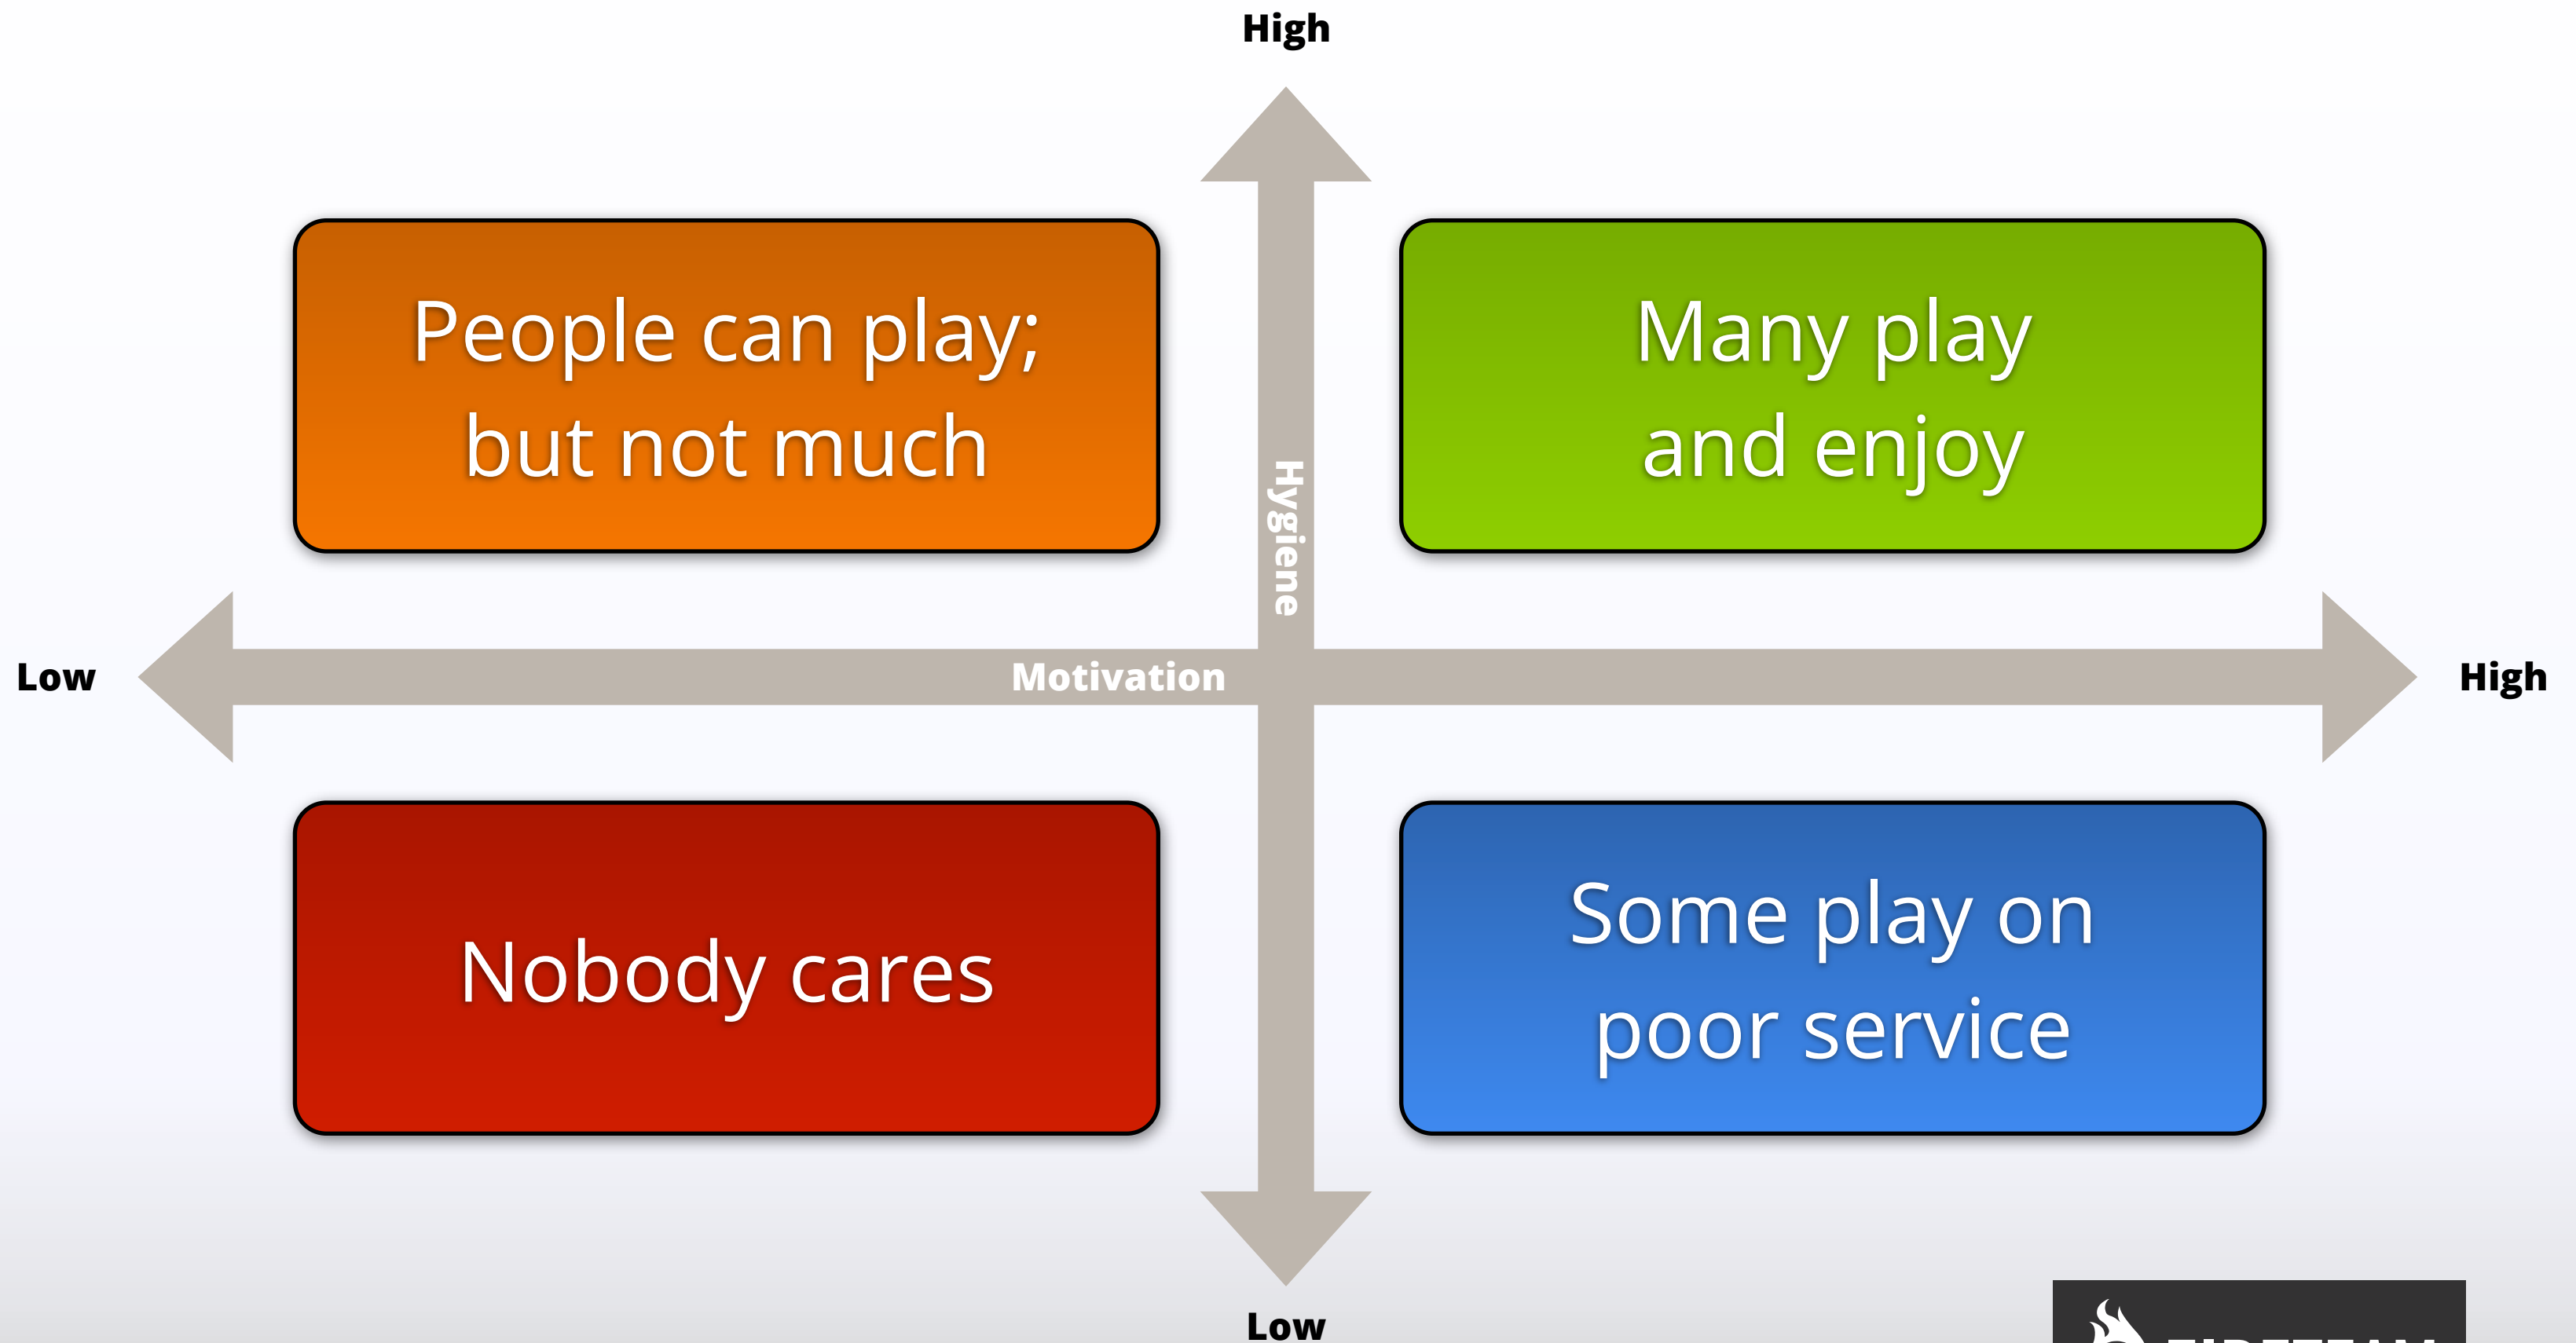 High
People can play;
but not much
Many play
and enjoy
Hygiene
Low
Motivation
High
Nobody cares
Some play on
poor service
Low